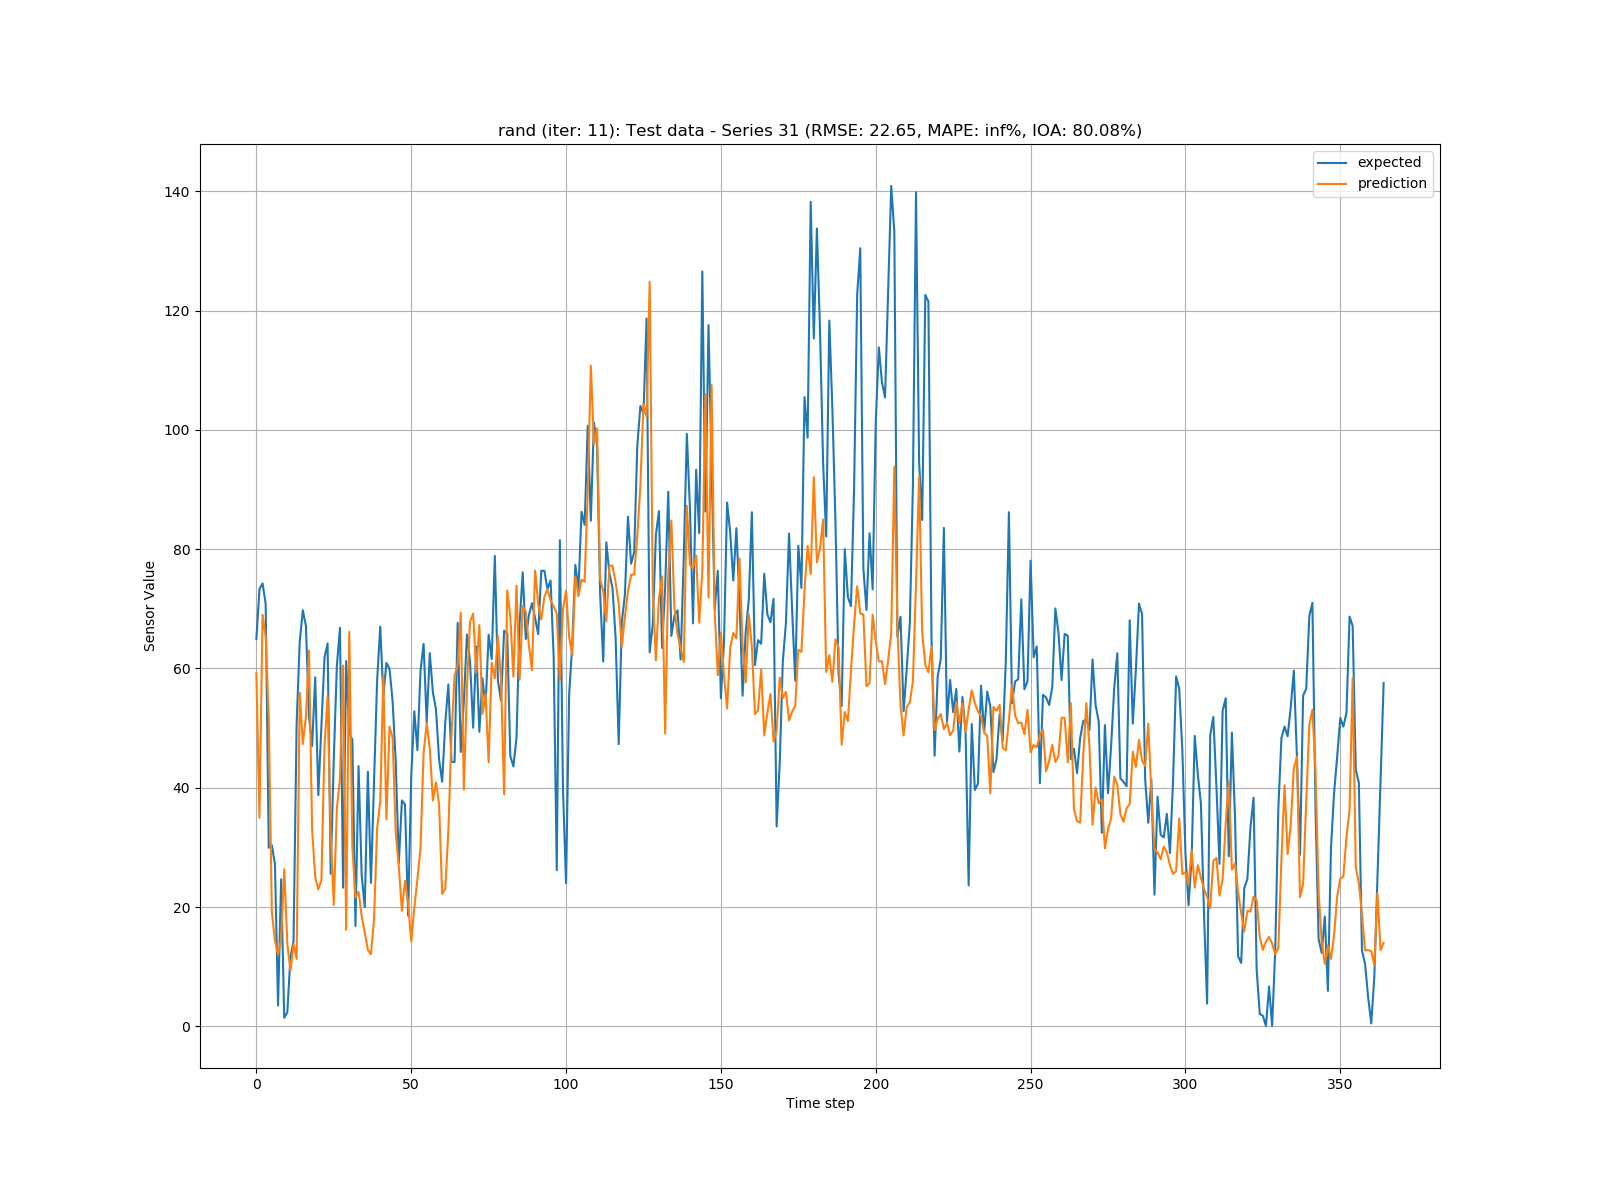 rand (iter: 11): Test data - Series 31 (RMSE: 22.65, MAPE: inf%, IOA: 80.08%)
expected
prediction
140
120
100
80
60
40
20
0
Sensor Value
0 50 100 150 200 250 300 350
Time step